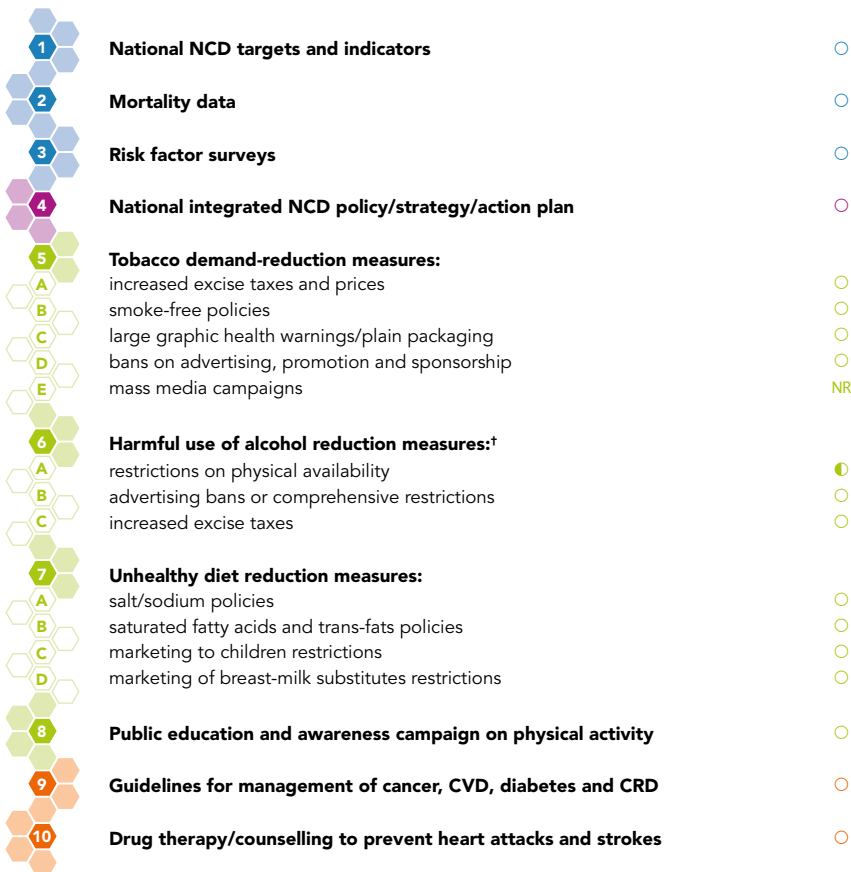 1 National NCD targets and indicators ○
2 Mortality data ○
3 Risk factor surveys ○
4 National integrated NCD policy/strategy/action plan ○
5 Tobacco demand-reduction measures:
A increased excise taxes and prices ○
B smoke-free policies ○
C large graphic health warnings/plain packaging ○
D bans on advertising, promotion and sponsorship ○
E mass media campaigns NR
6 Harmful use of alcohol reduction measures:†
A restrictions on physical availability ◐
B advertising bans or comprehensive restrictions ○
C increased excise taxes ○
7 Unhealthy diet reduction measures:
A salt/sodium policies ○
B saturated fatty acids and trans-fats policies ○
C marketing to children restrictions ○
D marketing of breast-milk substitutes restrictions ○
8 Public education and awareness campaign on physical activity ○
9 Guidelines for management of cancer, CVD, diabetes and CRD ○
10 Drug therapy/counselling to prevent heart attacks and strokes ○